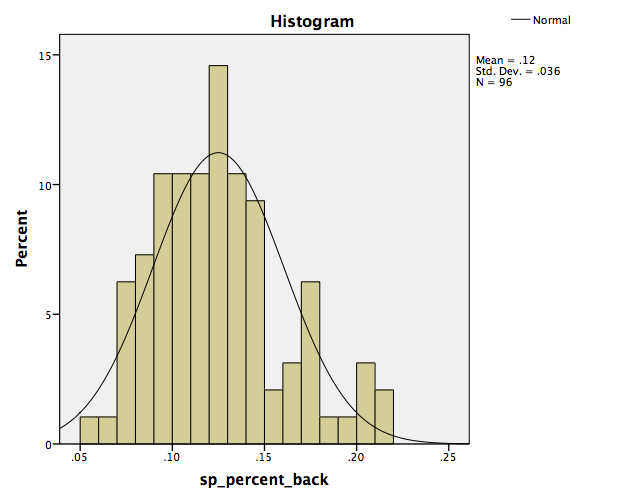 Histogram
Normal
Mean = .12
Std. Dev. = .036
N = 96
15
10
5
0
Percent
.05 .10 .15 .20 .25
sp_percent_back